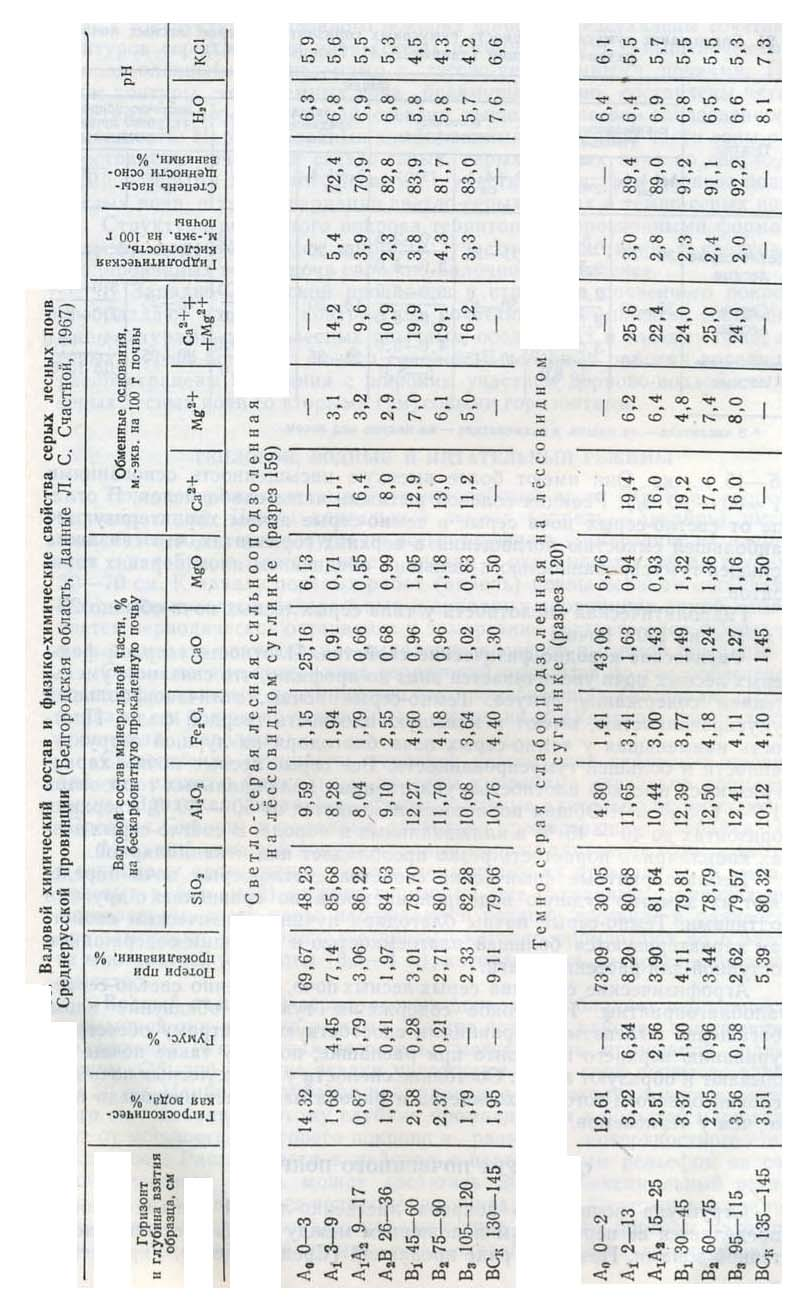 Валовой химический состав и физико-химические свойства серых лесных почв
Среднерусской провинции (Белгородская область, данные П. С. Счастной, 1967)
Горизонт
и глубина взятия
образца, см
Гигроскопичес-
кая вода %
Гумус, %
Потери при
прокаливании, %
Валовой состав минеральной части, %
на бескарбонатную прокаленную почву
Обменные основания,
м.-экв. на 100 г почвы
Гидролитическая
кислотность,
м.-экв. на 100 г
почвы
Степень насы-
щенности осно-
ваниями, %
pH
Al₂O₃ Fe₂O₃ CaO MgO Ca²⁺ Mg²⁺ Ca²⁺+ +Mg²⁺ H₂O KCl
Светло-серая лесная сильнооподзоленная
на лессовидном суглинке (разрез 159)
A₀ 0—3 14,32 — 69,67 48,23 9,59 1,15 25,16 7,13 — — — — — 6,3 5,9
A₁ 3—9 1,68 4,45 7,14 85,68 8,28 1,94 0,91 0,71 14,2 5,4 72,4 6,8 5,6
A₁A₂ 9—17 0,87 1,79 3,06 86,22 8,04 1,79 0,66 0,55 6,4 3,2 9,6 3,9 70,9 6,9 5,5
A₂B 26—36 1,09 0,41 1,97 84,63 9,10 2,55 0,68 0,99 8,0 2,9 10,9 2,3 82,8 6,8 5,3
B₁ 45—60 2,58 0,28 3,01 78,70 12,27 4,60 0,96 1,05 12,9 7,0 19,9 3,8 83,9 5,8 4,5
B₂ 75—90 2,37 0,21 2,71 80,01 11,70 4,18 0,96 1,18 13,0 6,1 19,1 4,3 81,7 5,8 4,3
B₃ 105—120 1,79 — 2,33 82,28 10,68 3,64 1,02 0,83 11,2 5,0 16,2 3,3 83,0 5,7 4,2
BCₖ 130—145 1,95 — 3,11 79,66 10,76 4,40 1,30 1,50 — — — — — 7,6 6,6
Темно-серая слабооподзоленная на лессовидном
суглинке (разрез 120)
A₀ 0—2 12,19 — 73,09 30,05 4,80 1,41 43,06 6,75 — — — — — 6,4 6,1
A₁ 2—13 6,34 8,20 80,68 11,65 3,41 1,63 0,94 19,4 6,2 25,6 3,1 89,4 6,4 5,5
A₁A₂ 15—25 2,51 2,56 3,90 81,64 10,44 3,00 1,43 0,93 16,0 6,4 22,4 2,8 6,9 5,7
B₁ 30—45 3,37 1,50 4,11 79,81 12,39 3,77 1,49 1,32 19,2 4,8 24,0 2,3 91,2 6,8 5,5
B₂ 60—75 2,95 0,96 3,44 78,79 12,50 4,18 1,24 1,36 17,6 7,4 25,0 2,4 91,1 6,5 5,5
B₃ 95—115 3,56 0,58 3,62 79,57 12,41 4,11 1,27 1,16 16,0 8,0 24,0 2,0 92,2 6,6 5,3
BCₖ 135—145 3,51 — 5,39 80,32 10,12 4,10 1,45 1,50 — — — — — 8,1 7,3